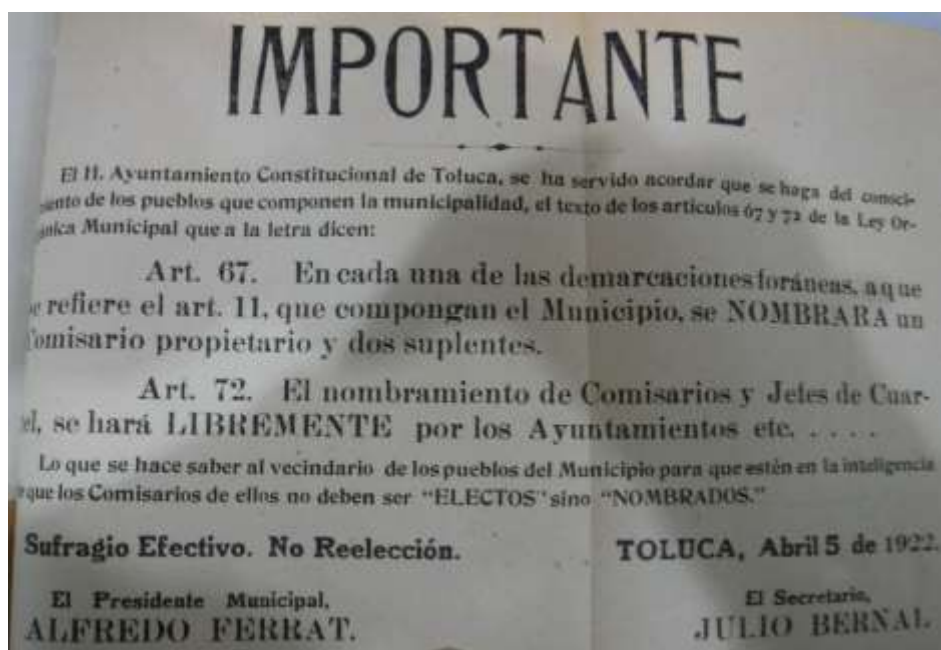 IMPORTANTE
El H. Ayuntamiento Constitucional de Toluca, se ha servido acordar que se haga del conoci-
ento de los pueblos que componen la municipalidad, el texto de los artículos 67 y 72 de la Ley Or-
ánica Municipal que a la letra dicen:
Art. 67. En cada una de las demarcaciones foráneas, a que
se refiere el art. 11, que compongan el Municipio, se NOMBRARA un
Comisario propietario y dos suplentes.
Art. 72. El nombramiento de Comisarios y Jefes de Cuar-
el, se hará LIBREMENTE por los Ayuntamientos etc. . . . .
Lo que se hace saber al vecindario de los pueblos del Municipio para que estén en la inteligencia
que los Comisarios de ellos no deben ser "ELECTOS" sino "NOMBRADOS."
Sufragio Efectivo. No Reelección. TOLUCA, Abril 5 de 1922.
El Presidente Municipal, El Secretario,
ALFREDO FERRAT. JULIO BERNAL